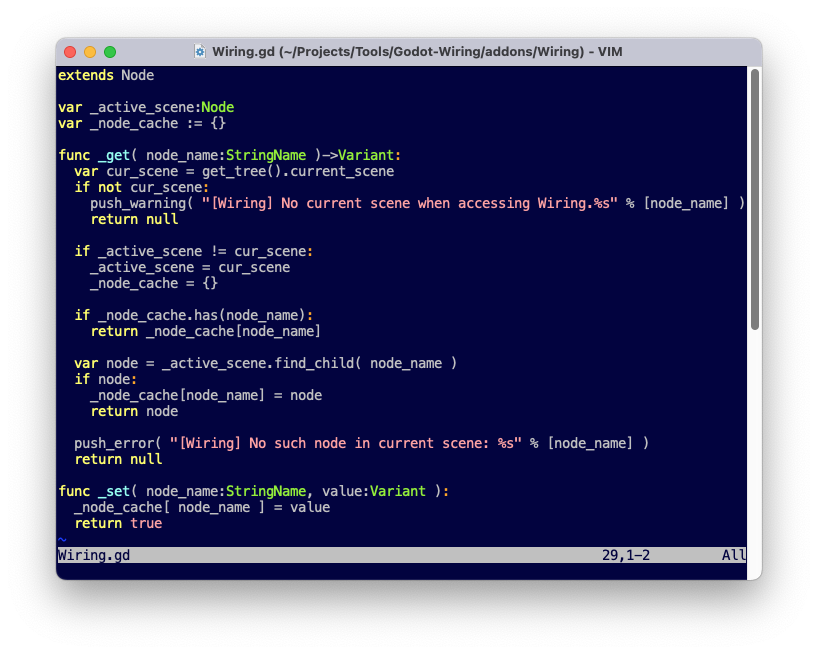 Wiring.gd (~/Projects/Tools/Godot-Wiring/addons/Wiring) - VIM
extends Node

var _active_scene:Node
var _node_cache := {}

func _get( node_name:StringName )->Variant:
  var cur_scene = get_tree().current_scene
  if not cur_scene:
    push_warning( "[Wiring] No current scene when accessing Wiring.%s" % [node_name] )
    return null

  if _active_scene != cur_scene:
    _active_scene = cur_scene
    _node_cache = {}

  if _node_cache.has(node_name):
    return _node_cache[node_name]

  var node = _active_scene.find_child( node_name )
  if node:
    _node_cache[node_name] = node
    return node

  push_error( "[Wiring] No such node in current scene: %s" % [node_name] )
  return null

func _set( node_name:StringName, value:Variant ):
  _node_cache[ node_name ] = value
  return true
~
Wiring.gd 29,1-2 All